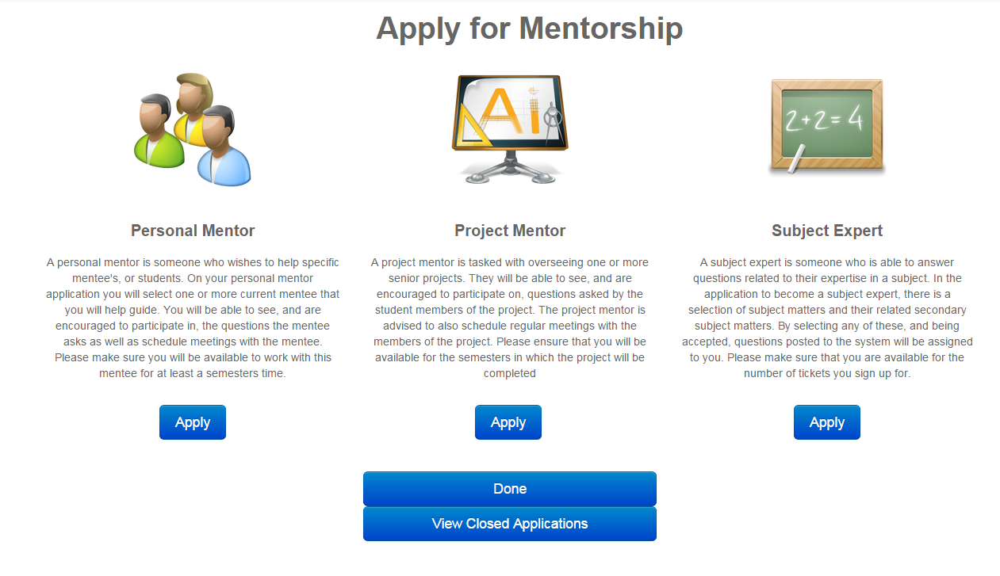 Apply for Mentorship
Ai
2+2=4
Personal Mentor
A personal mentor is someone who wishes to help specific
mentee's, or students. On your personal mentor
application you will select one or more current mentee that
you will help guide. You will be able to see, and are
encouraged to participate in, the questions the mentee
asks as well as schedule meetings with the mentee.
Please make sure you will be available to work with this
mentee for at least a semesters time.
Apply
Project Mentor
A project mentor is tasked with overseeing one or more
senior projects. They will be able to see, and are
encouraged to participate on, questions asked by the
student members of the project. The project mentor is
advised to also schedule regular meetings with the
members of the project. Please ensure that you will be
available for the semesters in which the project will be
completed
Apply
Subject Expert
A subject expert is someone who is able to answer
questions related to their expertise in a subject. In the
application to become a subject expert, there is a
selection of subject matters and their related secondary
subject matters. By selecting any of these, and being
accepted, questions posted to the system will be assigned
to you. Please make sure that you are available for the
number of tickets you sign up for.
Apply
Done
View Closed Applications